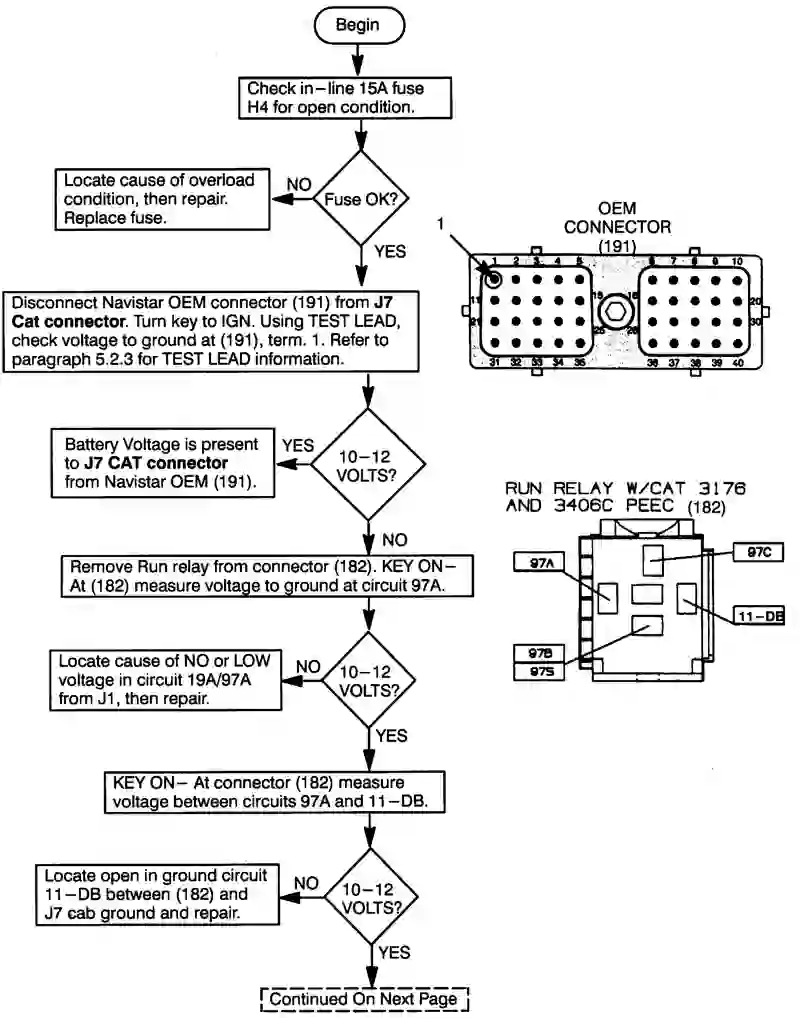 Begin
Check in-line 15A fuse
H4 for open condition.
Locate cause of overload
condition, then repair.
Replace fuse.
NO
Fuse OK?
YES
OEM
CONNECTOR
(191)
1
1 2 3 4 5
6 7 8 9 10
11
15
16
20
21
25
26
30
31 32 33 34 35
36 37 38 39 40
Disconnect Navistar OEM connector (191) from J7
Cat connector. Turn key to IGN. Using TEST LEAD,
check voltage to ground at (191), term. 1. Refer to
paragraph 5.2.3 for TEST LEAD information.
Battery Voltage is present
to J7 CAT connector
from Navistar OEM (191).
YES
10-12
VOLTS?
NO
RUN RELAY W/CAT 3176
AND 3406C PEEC (182)
97A
97C
11-DB
97B
97S
Remove Run relay from connector (182). KEY ON-
At (182) measure voltage to ground at circuit 97A.
Locate cause of NO or LOW
voltage in circuit 19A/97A
from J1, then repair.
NO
10-12
VOLTS?
YES
KEY ON- At connector (182) measure
voltage between circuits 97A and 11-DB.
Locate open in ground circuit
11-DB between (182) and
J7 cab ground and repair.
NO
10-12
VOLTS?
YES
Continued On Next Page